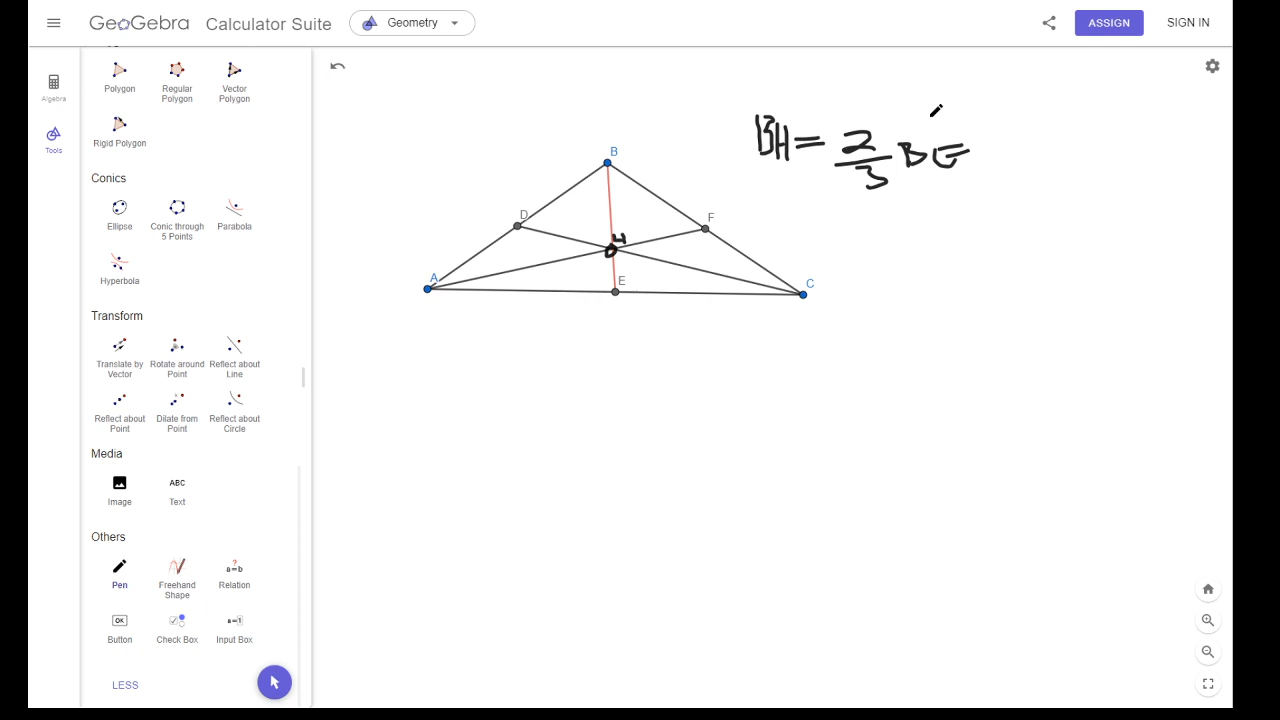 GeoGebra Calculator Suite Geometry ASSIGN SIGN IN
Algebra
Tools
Polygon Regular Polygon Vector Polygon
Rigid Polygon
Conics
Ellipse Conic through 5 Points Parabola
Hyperbola
Transform
Translate by Vector Rotate around Point Reflect about Line
Reflect about Point Dilate from Point Reflect about Circle
Media
ABC
Image Text
Others
? a=b
Pen Freehand Shape Relation
OK a=1
Button Check Box Input Box
LESS
BH = 2/3 BE
B
D
F
H
A
E
C